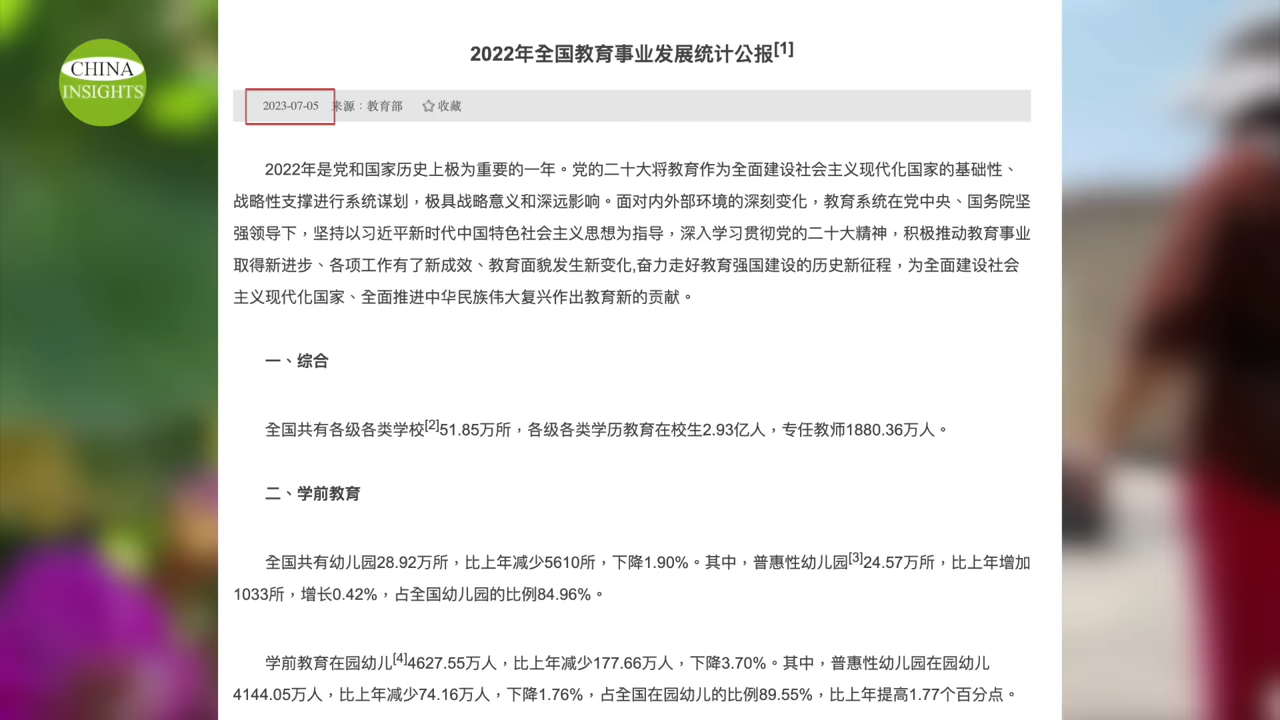 CHINA
INSIGHTS
2022年全国教育事业发展统计公报[1]
2023-07-05 来源：教育部 收藏
2022年是党和国家历史上极为重要的一年。党的二十大将教育作为全面建设社会主义现代化国家的基础性、
战略性支撑进行系统谋划，极具战略意义和深远影响。面对内外部环境的深刻变化，教育系统在党中央、国务院坚
强领导下，坚持以习近平新时代中国特色社会主义思想为指导，深入学习贯彻党的二十大精神，积极推动教育事业
取得新进步、各项工作有了新成效、教育面貌发生新变化,奋力走好教育强国建设的历史新征程，为全面建设社会
主义现代化国家、全面推进中华民族伟大复兴作出教育新的贡献。
一、综合
全国共有各级各类学校[2]51.85万所，各级各类学历教育在校生2.93亿人，专任教师1880.36万人。
二、学前教育
全国共有幼儿园28.92万所，比上年减少5610所，下降1.90%。其中，普惠性幼儿园[3]24.57万所，比上年增加
1033所，增长0.42%，占全国幼儿园的比例84.96%。
学前教育在园幼儿[4]4627.55万人，比上年减少177.66万人，下降3.70%。其中，普惠性幼儿园在园幼儿
4144.05万人，比上年减少74.16万人，下降1.76%，占全国在园幼儿的比例89.55%，比上年提高1.77个百分点。